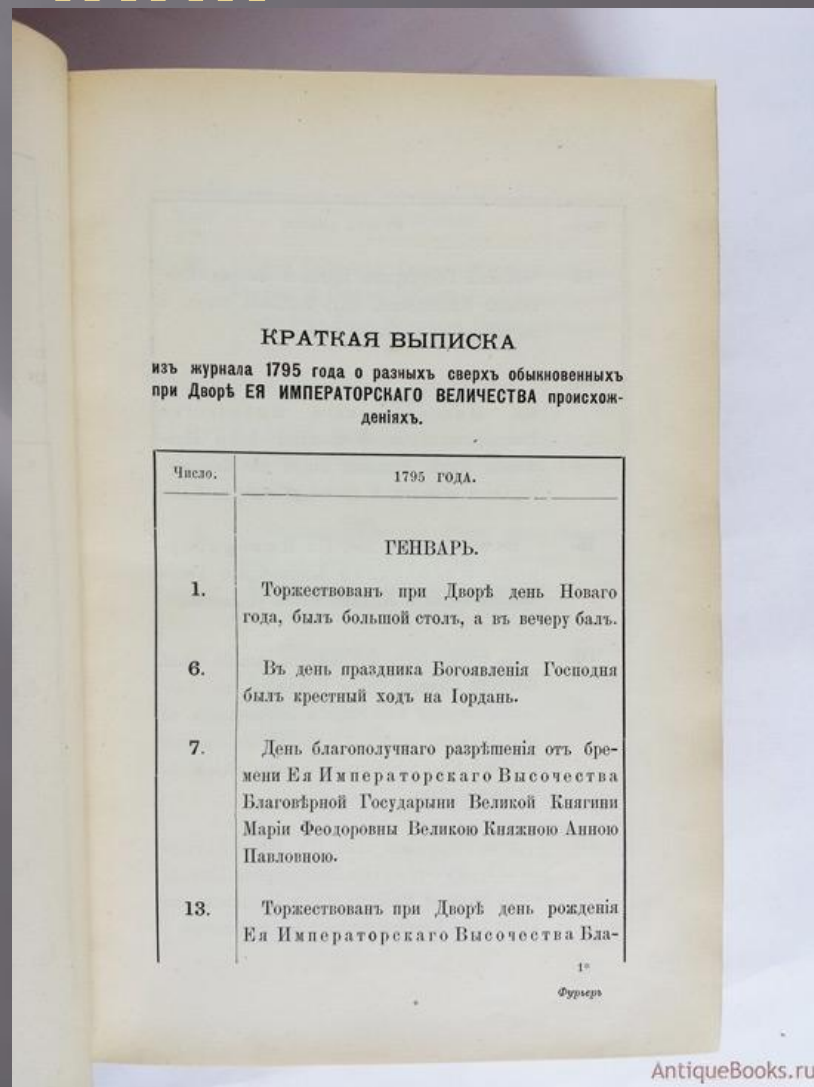 КРАТКАЯ ВЫПИСКА
изъ журнала 1795 года о разныхъ сверхъ обыкновенныхъ
при Дворѣ ЕЯ ИМПЕРАТОРСКАГО ВЕЛИЧЕСТВА происхож-
деніяхъ.
Число.
1795 ГОДА.
ГЕНВАРЬ.
1. Торжествованъ при Дворѣ день Новаго
года, былъ большой столъ, а въ вечеру балъ.
6. Въ день праздника Богоявленія Господня
былъ крестный ходъ на Іордань.
7. День благополучнаго разрѣшенія отъ бре-
мени Ея Императорскаго Высочества
Благовѣрной Государыни Великой Княгини
Маріи Феодоровны Великою Княжною Анною
Павловною.
13. Торжествованъ при Дворѣ день рожденія
Ея Императорскаго Высочества Бла-
1*
Фурьеръ
AntiqueBooks.ru